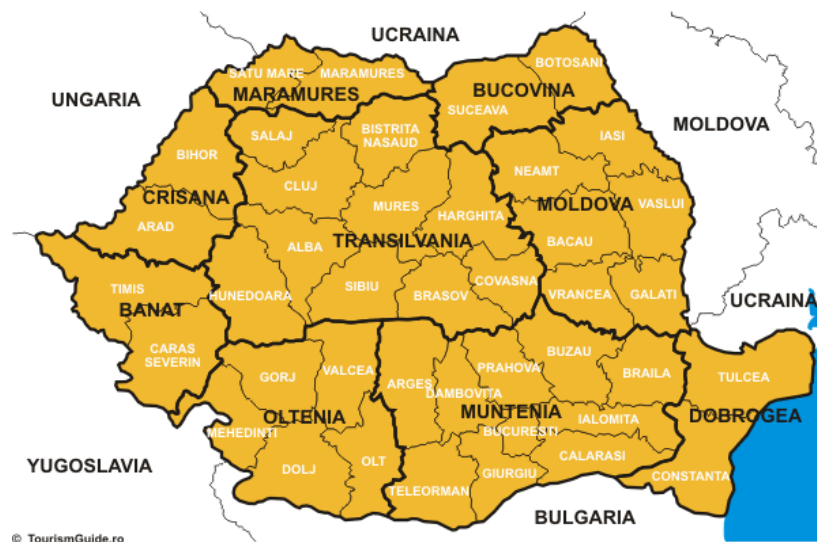 UCRAINA
BOTOSANI
SATU MARE
MARAMURES
MARAMURES
BUCOVINA
UNGARIA
SUCEAVA
MOLDOVA
SALAJ
BISTRITA
NASAUD
IASI
BIHOR
NEAMT
CLUJ
CRISANA
MURES
MOLDOVA
VASLUI
HARGHITA
ARAD
TRANSILVANIA
ALBA
BACAU
TIMIS
HUNEDOARA
SIBIU
BRASOV
COVASNA
VRANCEA
GALATI
UCRAINA
BANAT
CARAS
SEVERIN
GORJ
VALCEA
ARGES
DAMBOVITA
PRAHOVA
BUZAU
BRAILA
TULCEA
OLTENIA
MUNTENIA
IALOMITA
DOBROGEA
MEHEDINTI
BUCURESTI
CALARASI
YUGOSLAVIA
DOLJ
OLT
TELEORMAN
GIURGIU
CONSTANTA
BULGARIA
© TourismGuide.ro